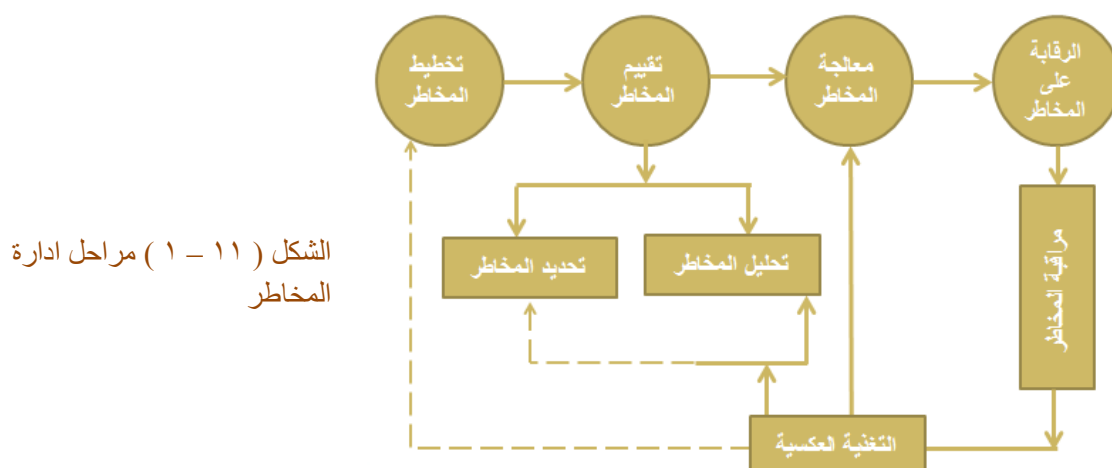 تخطيط
المخاطر
تقييم
المخاطر
معالجة
المخاطر
الرقابة
على
المخاطر
تحديد المخاطر
تحليل المخاطر
مراقبة المخاطر
التغذية العكسية
الشكل ( ١١ – ١ ) مراحل ادارة
المخاطر